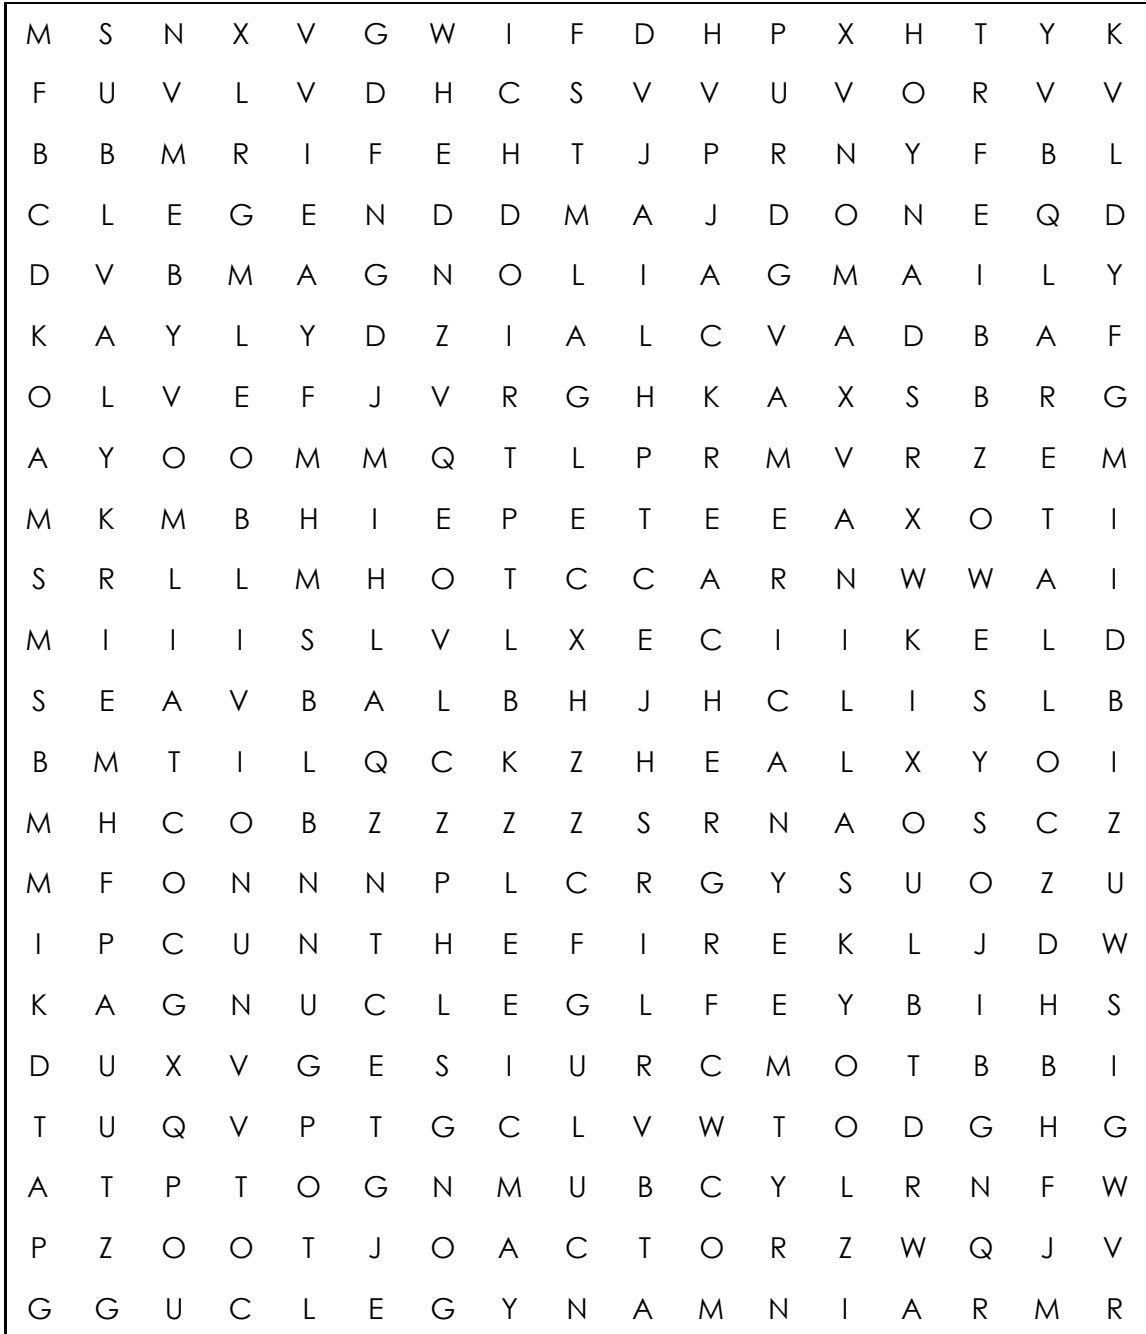 M S N X V G W I F D H P X H T Y K
F U V L V D H C S V V U V O R V V
B B M R I F E H T J P R N Y F B L
C L E G E N D D M A J D O N E Q D
D V B M A G N O L I A G M A I L Y
K A Y L Y D Z I A L C V A D B A F
O L V E F J V R G H K A X S B R G
A Y O O M M Q T L P R M V R Z E M
M K M B H I E P E T E E A X O T I
S R L L M H O T C C A R N W W A I
M I I I S L V L X E C I I K E L D
S E A V B A L B H J H C L I S L B
B M T I L Q C K Z H E A L X Y O I
M H C O B Z Z Z Z S R N A O S C Z
M F O N N N P L C R G Y S U O Z U
I P C U N T H E F I R E K L J D W
K A G N U C L E G L F E Y B I H S
D U X V G E S I U R C M O T B B I
T U Q V P T G C L V W T O D G H G
A T P T O G N M U B C Y L R N F W
P Z O O T J O A C T O R Z W Q J V
G G U C L E G Y N A M N I A R M R